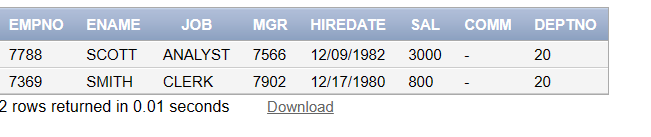 EMPNO ENAME JOB MGR HIREDATE SAL COMM DEPTNO
7788 SCOTT ANALYST 7566 12/09/1982 3000 - 20
7369 SMITH CLERK 7902 12/17/1980 800 - 20
2 rows returned in 0.01 seconds Download